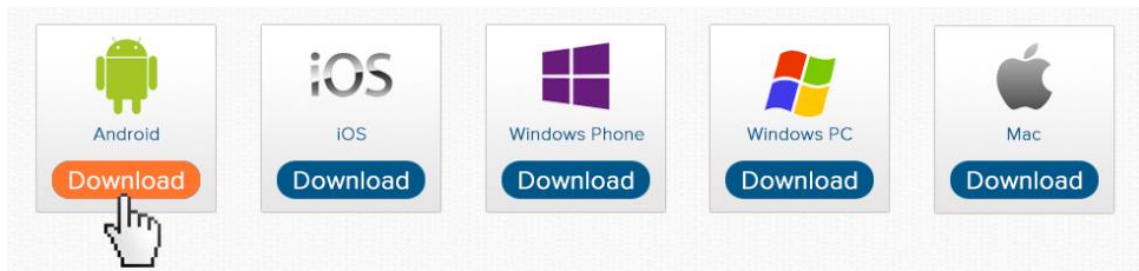 iOS
Android
iOS
Windows Phone
Windows PC
Mac
Download
Download
Download
Download
Download